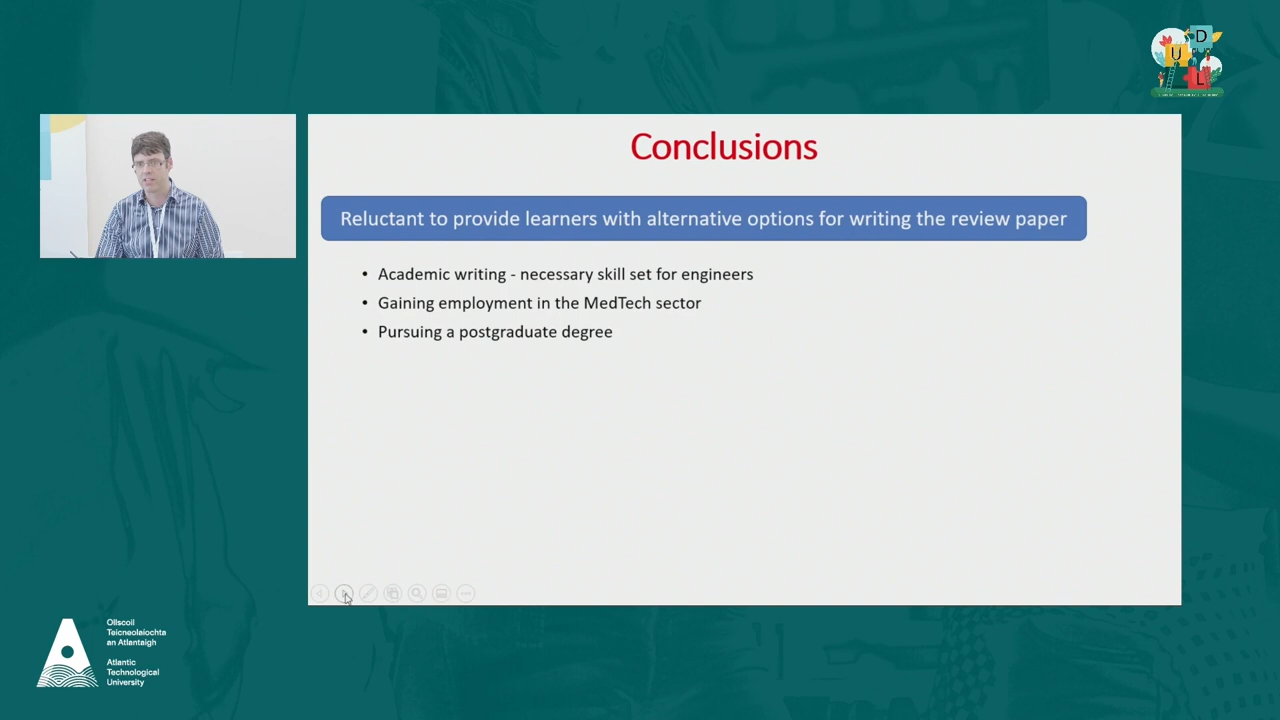 U
D
L
Conclusions
Reluctant to provide learners with alternative options for writing the review paper
• Academic writing - necessary skill set for engineers
• Gaining employment in the MedTech sector
• Pursuing a postgraduate degree
Ollscoil
Teicneolaíochta
an Atlantaigh
Atlantic
Technological
University